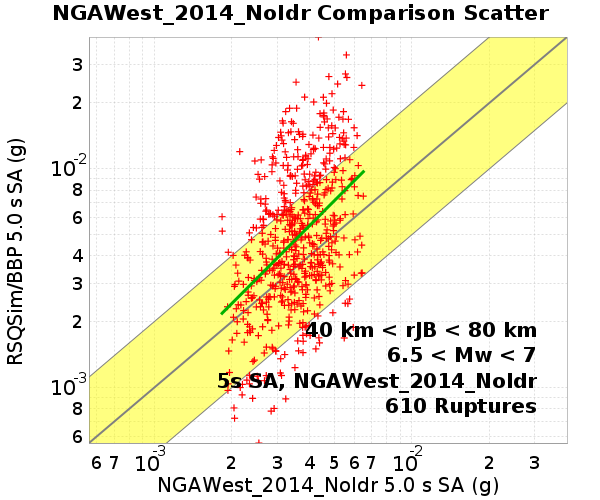 NGAWest_2014_NoIdr Comparison Scatter
RSQSim/BBP 5.0 s SA (g)
3
2
10-2
8
6
4
3
2
10-3
8
6
40 km < rJB < 80 km
6.5 < Mw < 7
5s SA, NGAWest_2014_NoIdr
610 Ruptures
6 7 10-3 2 3 4 5 6 7 10-2 2 3
NGAWest_2014_NoIdr 5.0 s SA (g)